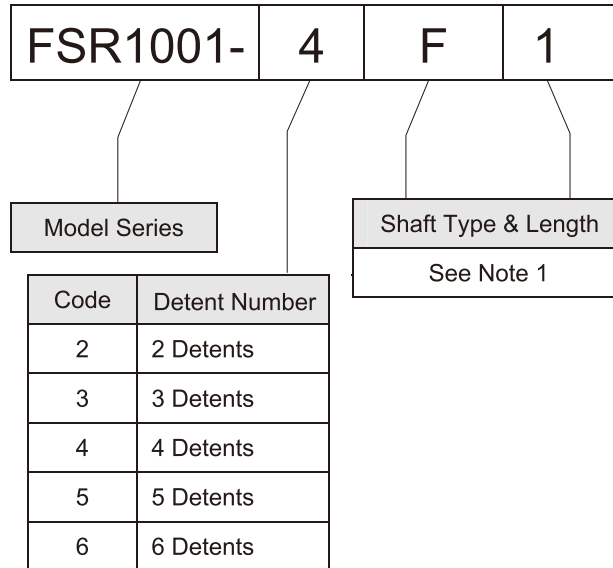 FSR1001- 4 F 1
Model Series
Shaft Type & Length
See Note 1
Code Detent Number
2 2 Detents
3 3 Detents
4 4 Detents
5 5 Detents
6 6 Detents